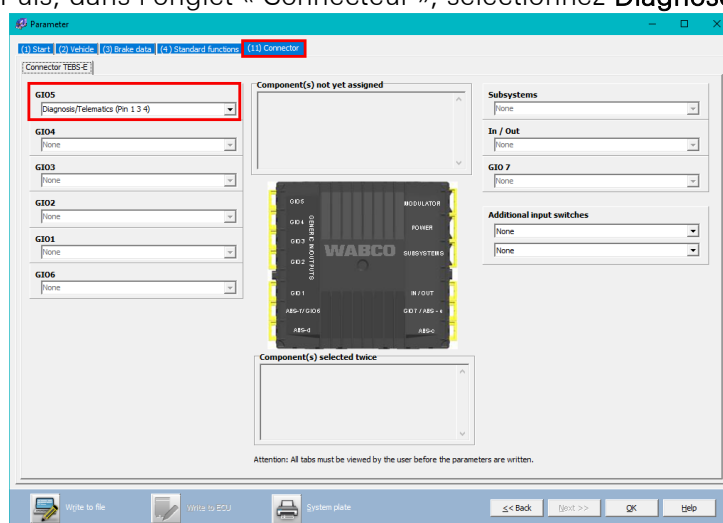 Puis, dans l'onglet « Connecteur », sélectionnez Diagnose
Parameter
(1) Start (2) Vehicle (3) Brake data (4) Standard functions (11) Connector
Connector TEBS-E
GIO5
Diagnosis/Telematics (Pin 1 3 4)
GIO4
None
GIO3
None
GIO2
None
GIO1
None
GIO6
None
Component(s) not yet assigned
GIO5
GIO4
GIO3
GIO2
GIO1
ABS-f/GIO6
ABS-d
GENERIC IN/OUTPUTS
WABCO
MODULATOR
POWER
SUBSYSTEMS
IN/OUT
GIO7 / ABS - e
ABS-c
Component(s) selected twice
Attention: All tabs must be viewed by the user before the parameters are written.
Subsystems
None
In / Out
None
GIO 7
None
Additional input switches
None
None
Write to file
Write to ECU
System plate
<< Back
Next >>
OK
Help